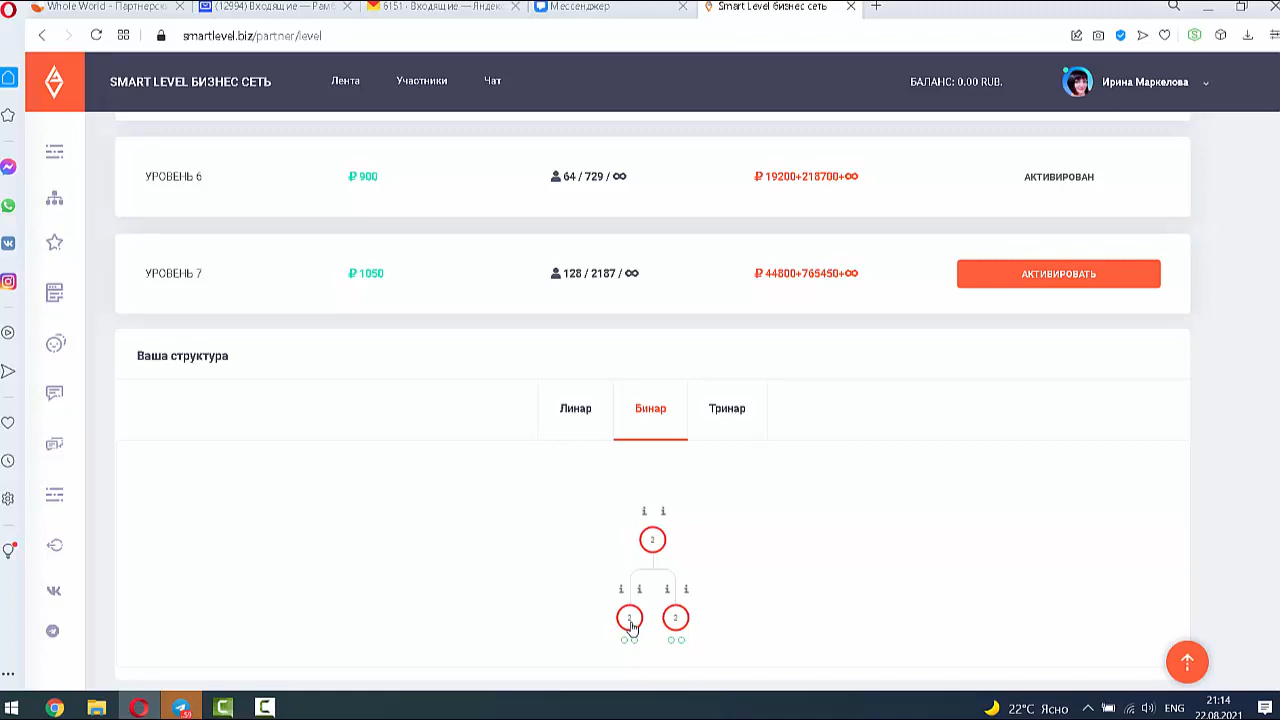 Whole World - Партнерск
(12994) Входящие — Рамб
6151 · Входящие — Яндекс
Мессенджер
Smart Level бизнес сеть
smartlevel.biz/partner/level
SMART LEVEL БИЗНЕС СЕТЬ
Лента
Участники
Чат
БАЛАНС: 0.00 RUB.
Ирина Маркелова
УРОВЕНЬ 6
₽ 900
64 / 729 / ∞
₽ 19200+218700+∞
АКТИВИРОВАН
УРОВЕНЬ 7
₽ 1050
128 / 2187 / ∞
₽ 44800+765450+∞
АКТИВИРОВАТЬ
Ваша структура
Линар
Бинар
Тринар
i i
2
i i i i
2 2
59
22°C Ясно
ENG
21:14
22.08.2021